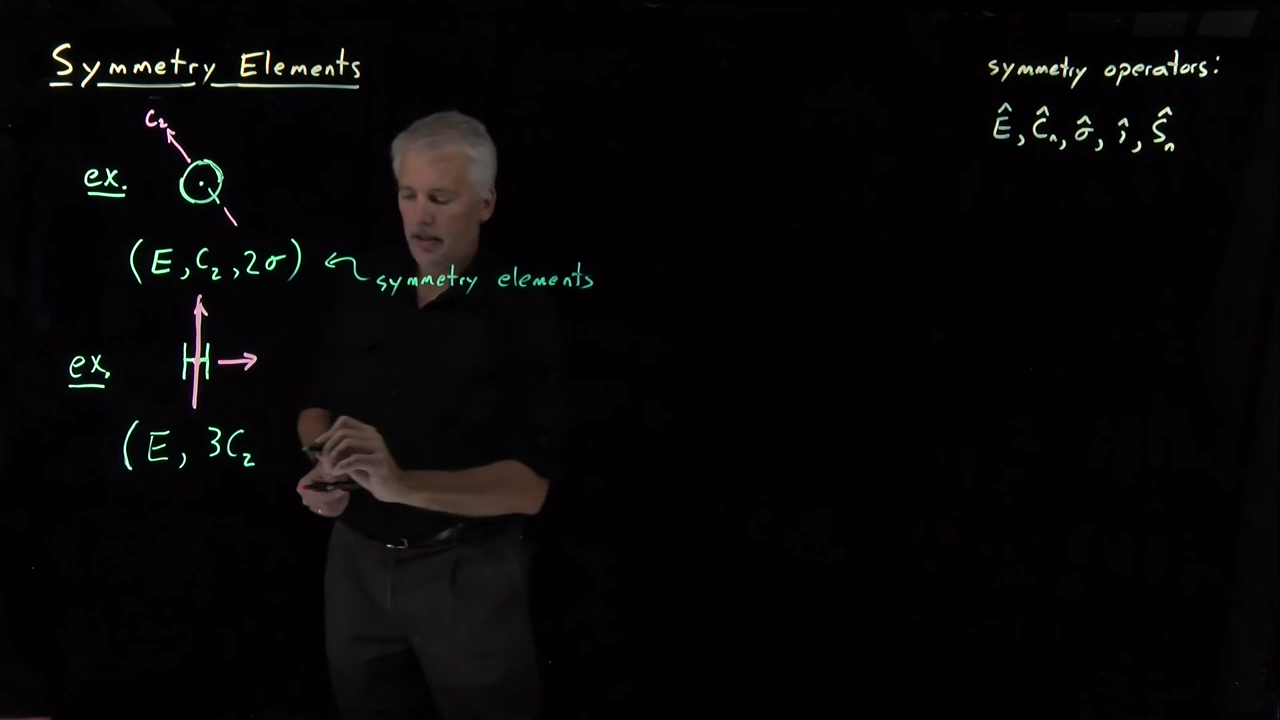 Symmetry Elements
symmetry operators:
Ê, Ĉₙ, σ̂, î, Ŝₙ
C₂
ex.
(E, C₂, 2σ)
symmetry elements
ex.
H
(E, 3C₂